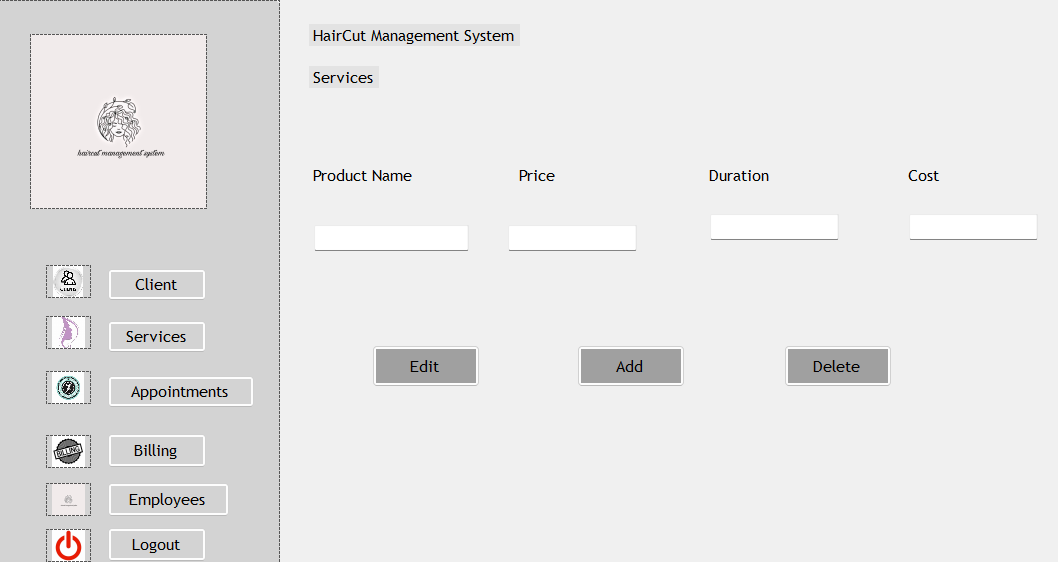 HairCut Management System
Services
haircut management system
Product Name
Price
Duration
Cost
Client
Services
Appointments
BILLING
Billing
Employees
Logout
Edit
Add
Delete